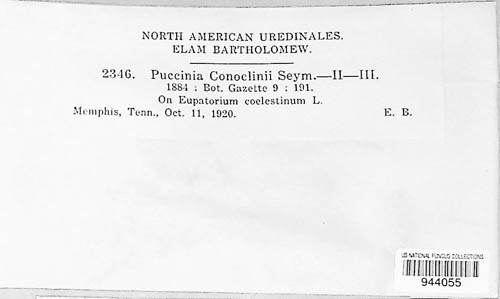 NORTH AMERICAN UREDINALES.
ELAM BARTHOLOMEW.
2346. Puccinia Conoclinii Seym.—II—III.
1884 : Bot. Gazette 9 : 191.
On Eupatorium coelestinum L.
Memphis, Tenn., Oct. 11, 1920. E. B.
US NATIONAL FUNGUS COLLECTIONS
944055